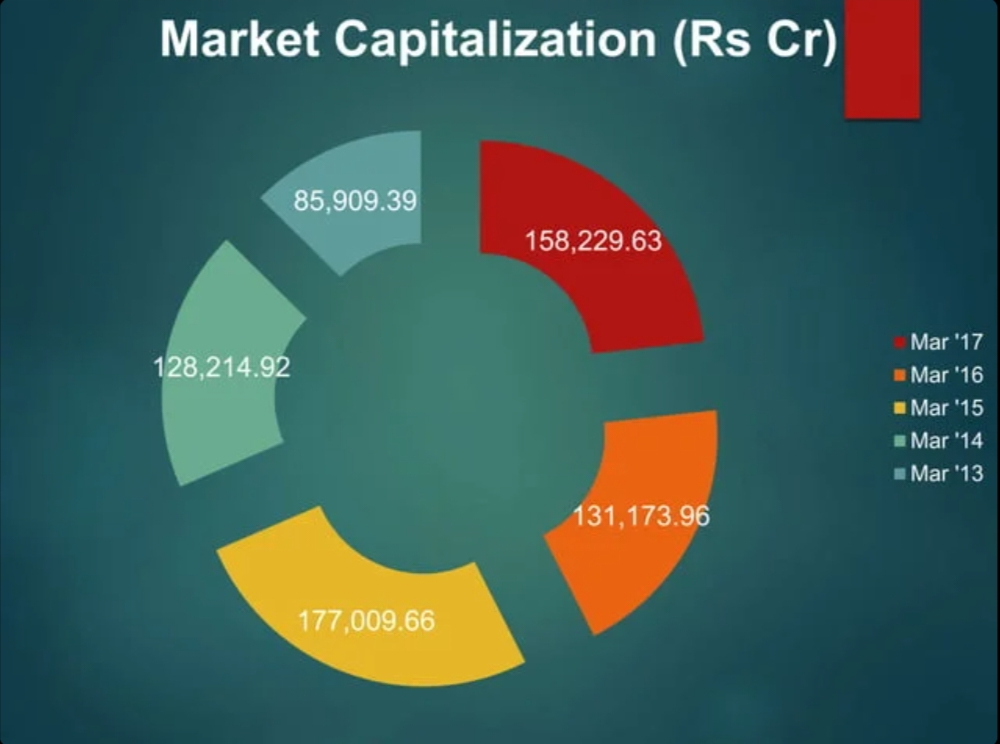 Market Capitalization (Rs Cr)
85,909.39
158,229.63
128,214.92
131,173.96
177,009.66
Mar '17
Mar '16
Mar '15
Mar '14
Mar '13